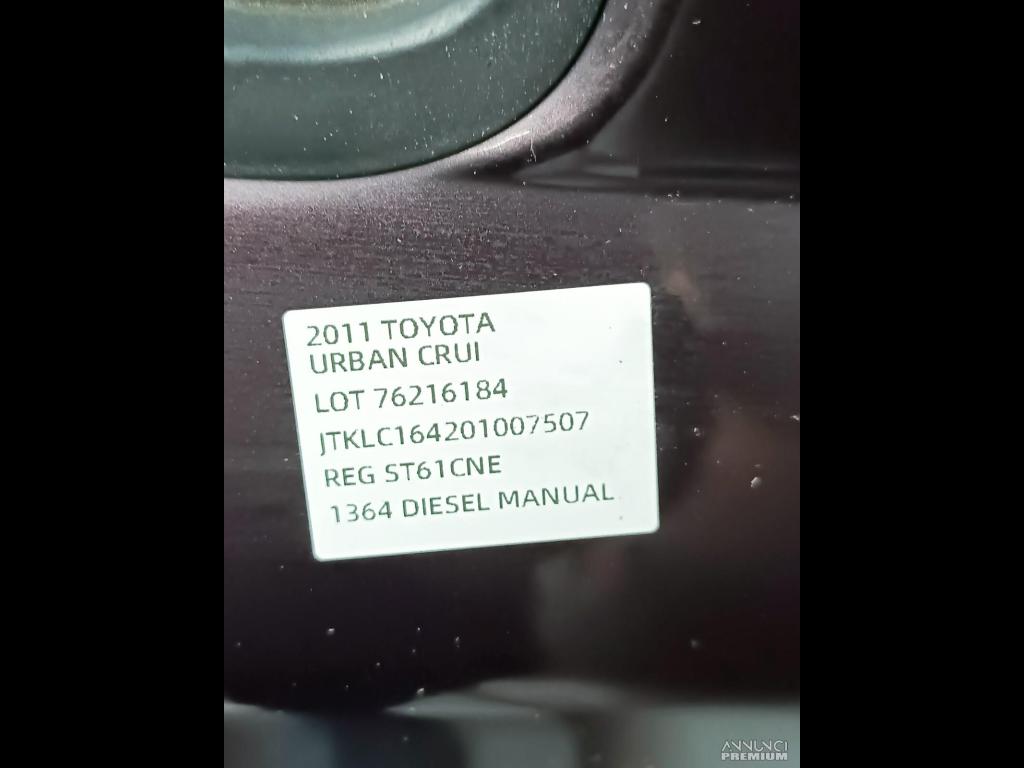 2011 TOYOTA
URBAN CRUI
LOT 76216184
JTKLC164201007507
REG ST61CNE
1364 DIESEL MANUAL
ANNUNCI
PREMIUM